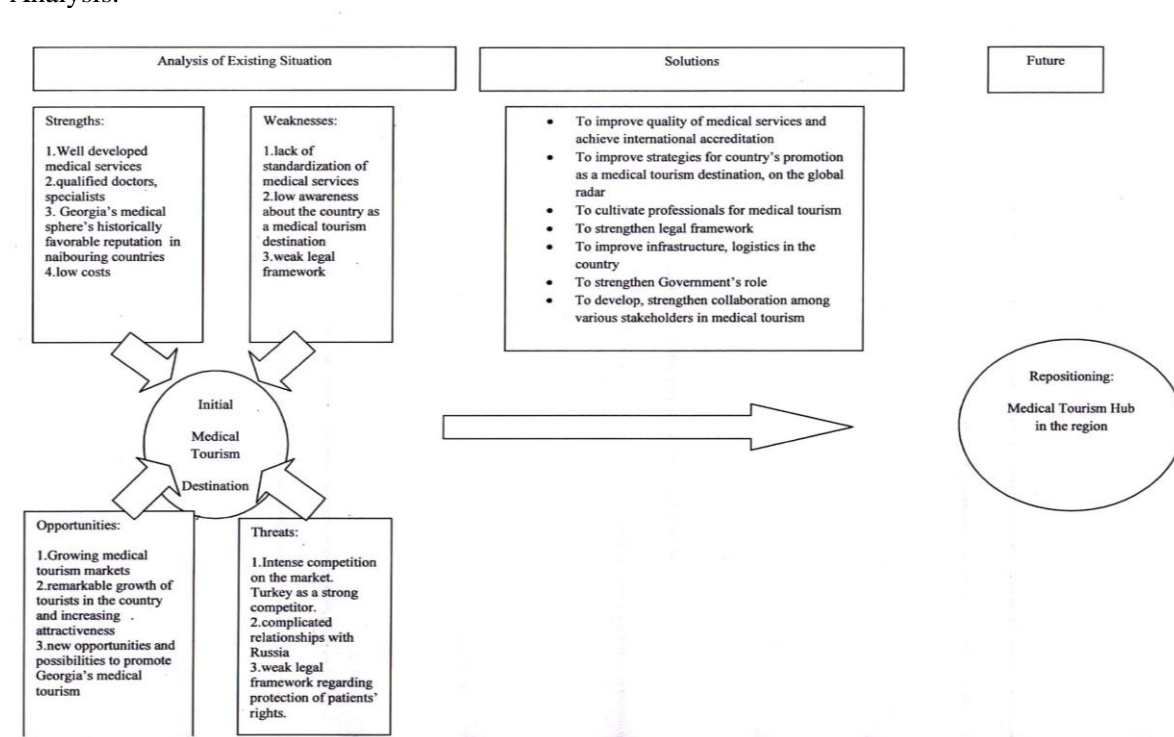 Analysis.
Analysis of Existing Situation
Solutions
Future
Strengths:
1.Well developed
medical services
2.qualified doctors,
specialists
3. Georgia's medical
sphere's historically
favorable reputation in
naibouring countries
4.low costs
Weaknesses:
1.lack of
standardization of
medical services
2.low awareness
about the country as
a medical tourism
destination
3.weak legal
framework
• To improve quality of medical services and
achieve international accreditation
• To improve strategies for country's promotion
as a medical tourism destination, on the global
radar
• To cultivate professionals for medical tourism
• To strengthen legal framework
• To improve infrastructure, logistics in the
country
• To strengthen Government's role
• To develop, strengthen collaboration among
various stakeholders in medical tourism
Initial
Medical
Tourism
Destination
Repositioning:
Medical Tourism Hub
in the region
Opportunities:
1.Growing medical
tourism markets
2.remarkable growth of
tourists in the country
and increasing
attractiveness
3.new opportunities and
possibilities to promote
Georgia's medical
tourism
Threats:
1.Intense competition
on the market.
Turkey as a strong
competitor.
2.complicated
relationships with
Russia
3.weak legal
framework regarding
protection of patients'
rights.